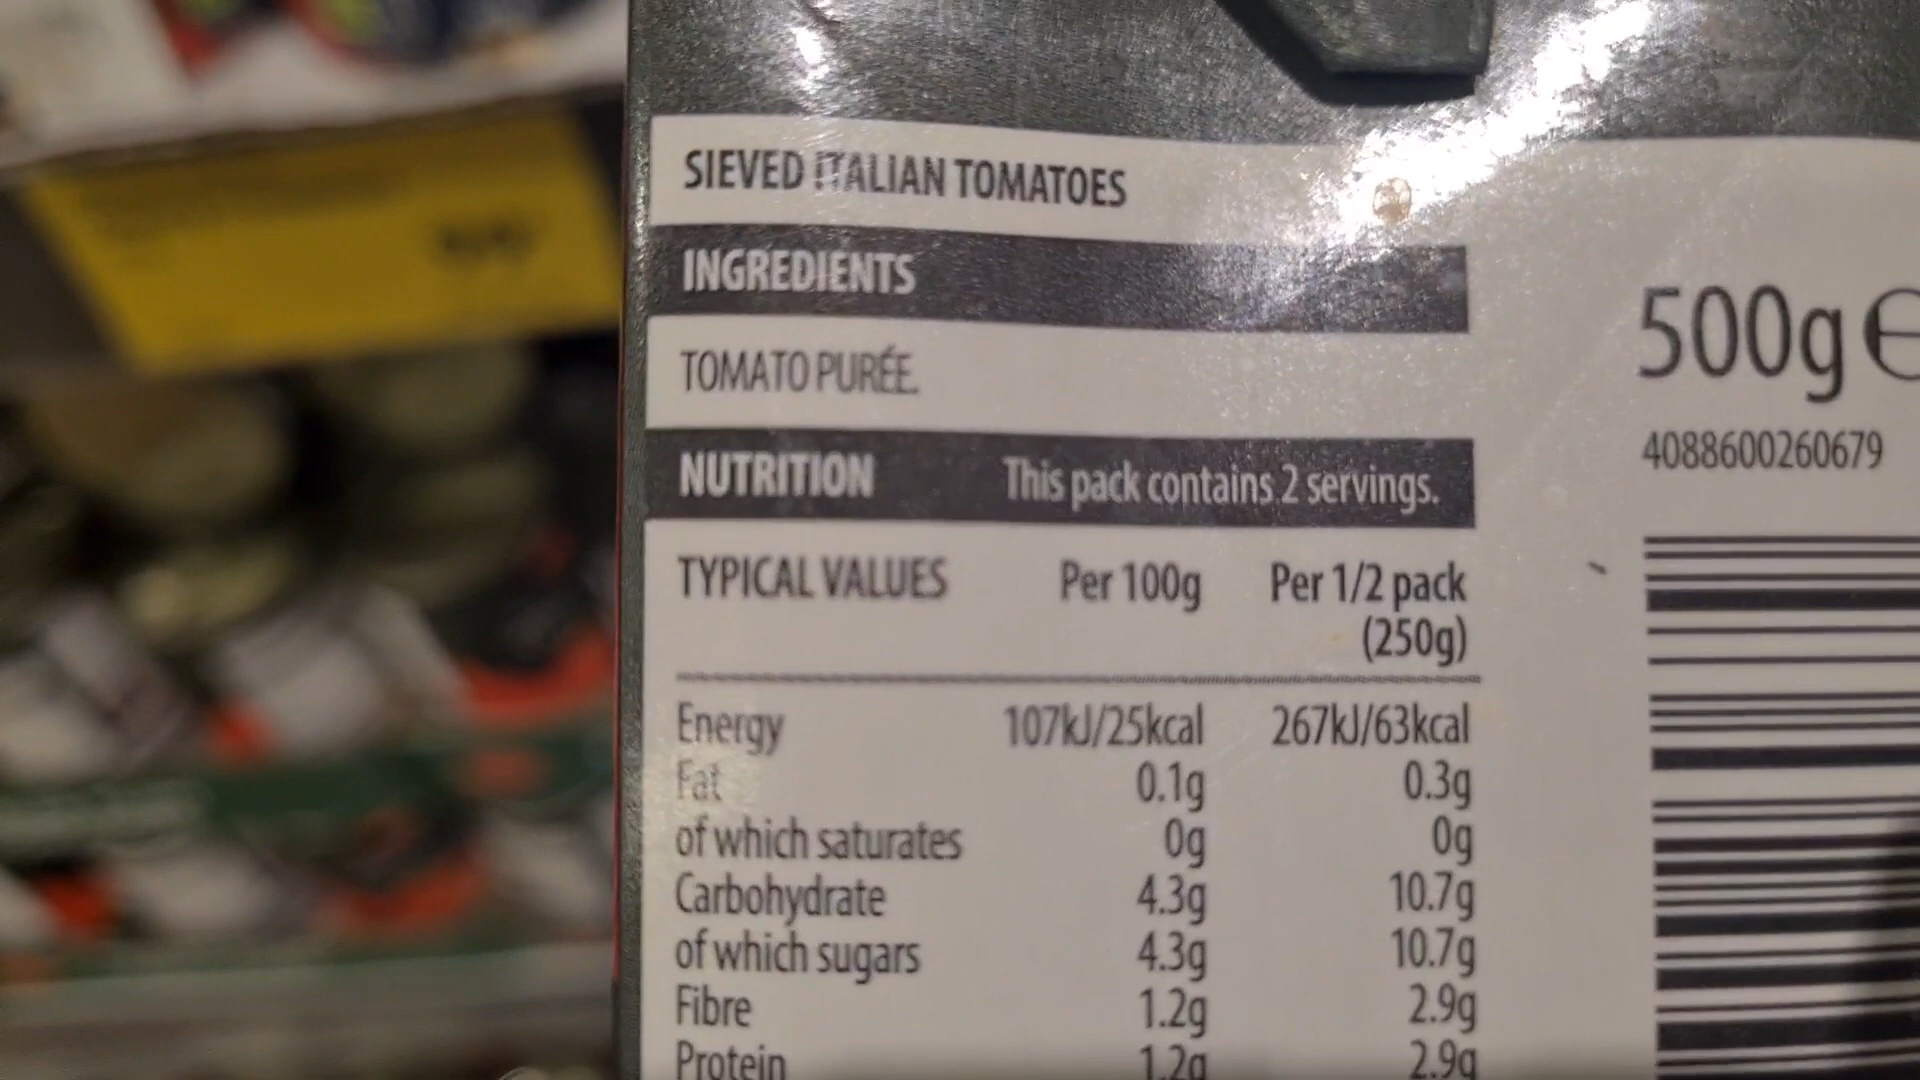 SIEVED ITALIAN TOMATOES
INGREDIENTS
TOMATO PURÉE.
NUTRITION This pack contains 2 servings.
TYPICAL VALUES Per 100g Per 1/2 pack
(250g)
Energy 107kJ/25kcal 267kJ/63kcal
Fat 0.1g 0.3g
of which saturates 0g 0g
Carbohydrate 4.3g 10.7g
of which sugars 4.3g 10.7g
Fibre 1.2g 2.9g
Protein 1.2g 2.9g
500g ℮
4088600260679